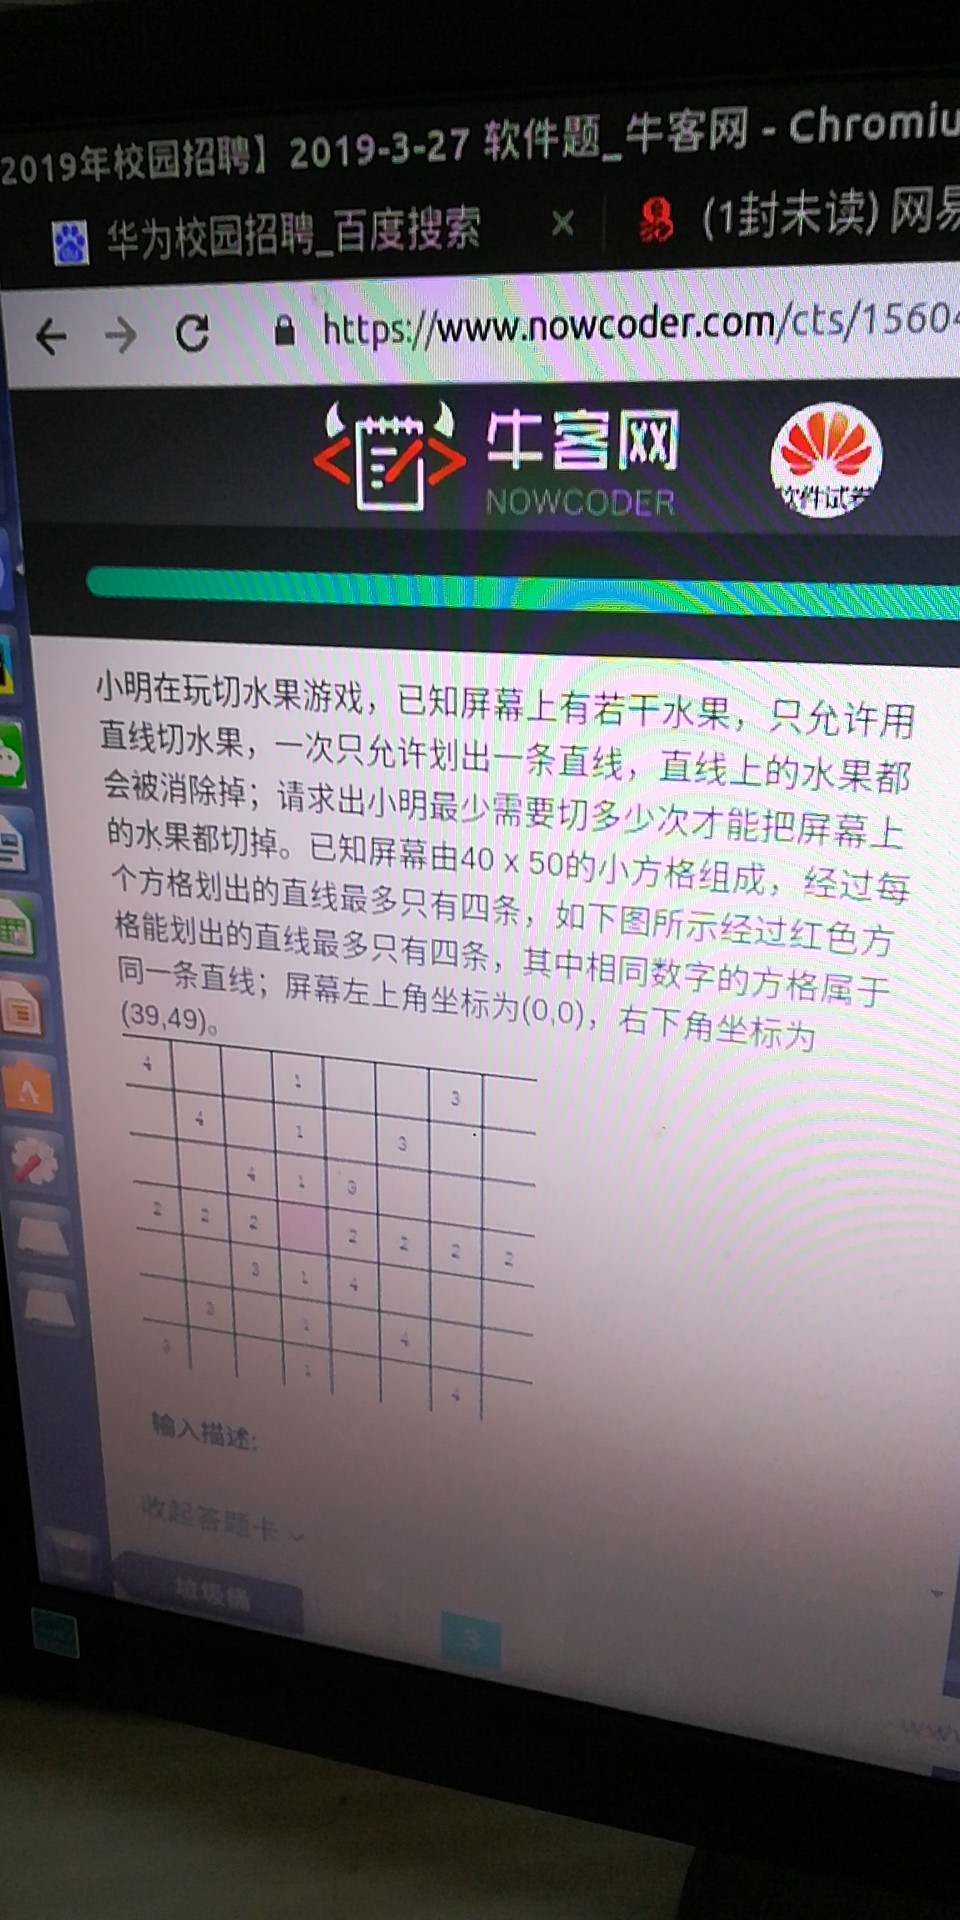 2019年校园招聘】2019-3-27 软件题_牛客网 - Chromiu
华为校园招聘_百度搜索 × (1封未读) 网易
https://www.nowcoder.com/cts/15604
牛客网
NOWCODER
软件试卷
小明在玩切水果游戏，已知屏幕上有若干水果，只允许用
直线切水果，一次只允许划出一条直线，直线上的水果都
会被消除掉；请求出小明最少需要切多少次才能把屏幕上
的水果都切掉。已知屏幕由40 x 50的小方格组成，经过每
个方格划出的直线最多只有四条，如下图所示经过红色方
格能划出的直线最多只有四条，其中相同数字的方格属于
同一条直线；屏幕左上角坐标为(0,0)，右下角坐标为
(39,49)。
4 1 3
4 1 3
4 1 3
2 2 2 2 2 2 2
3 1 4
3 1 4
3 1 4
输入描述:
收起答题卡
垃圾桶
3